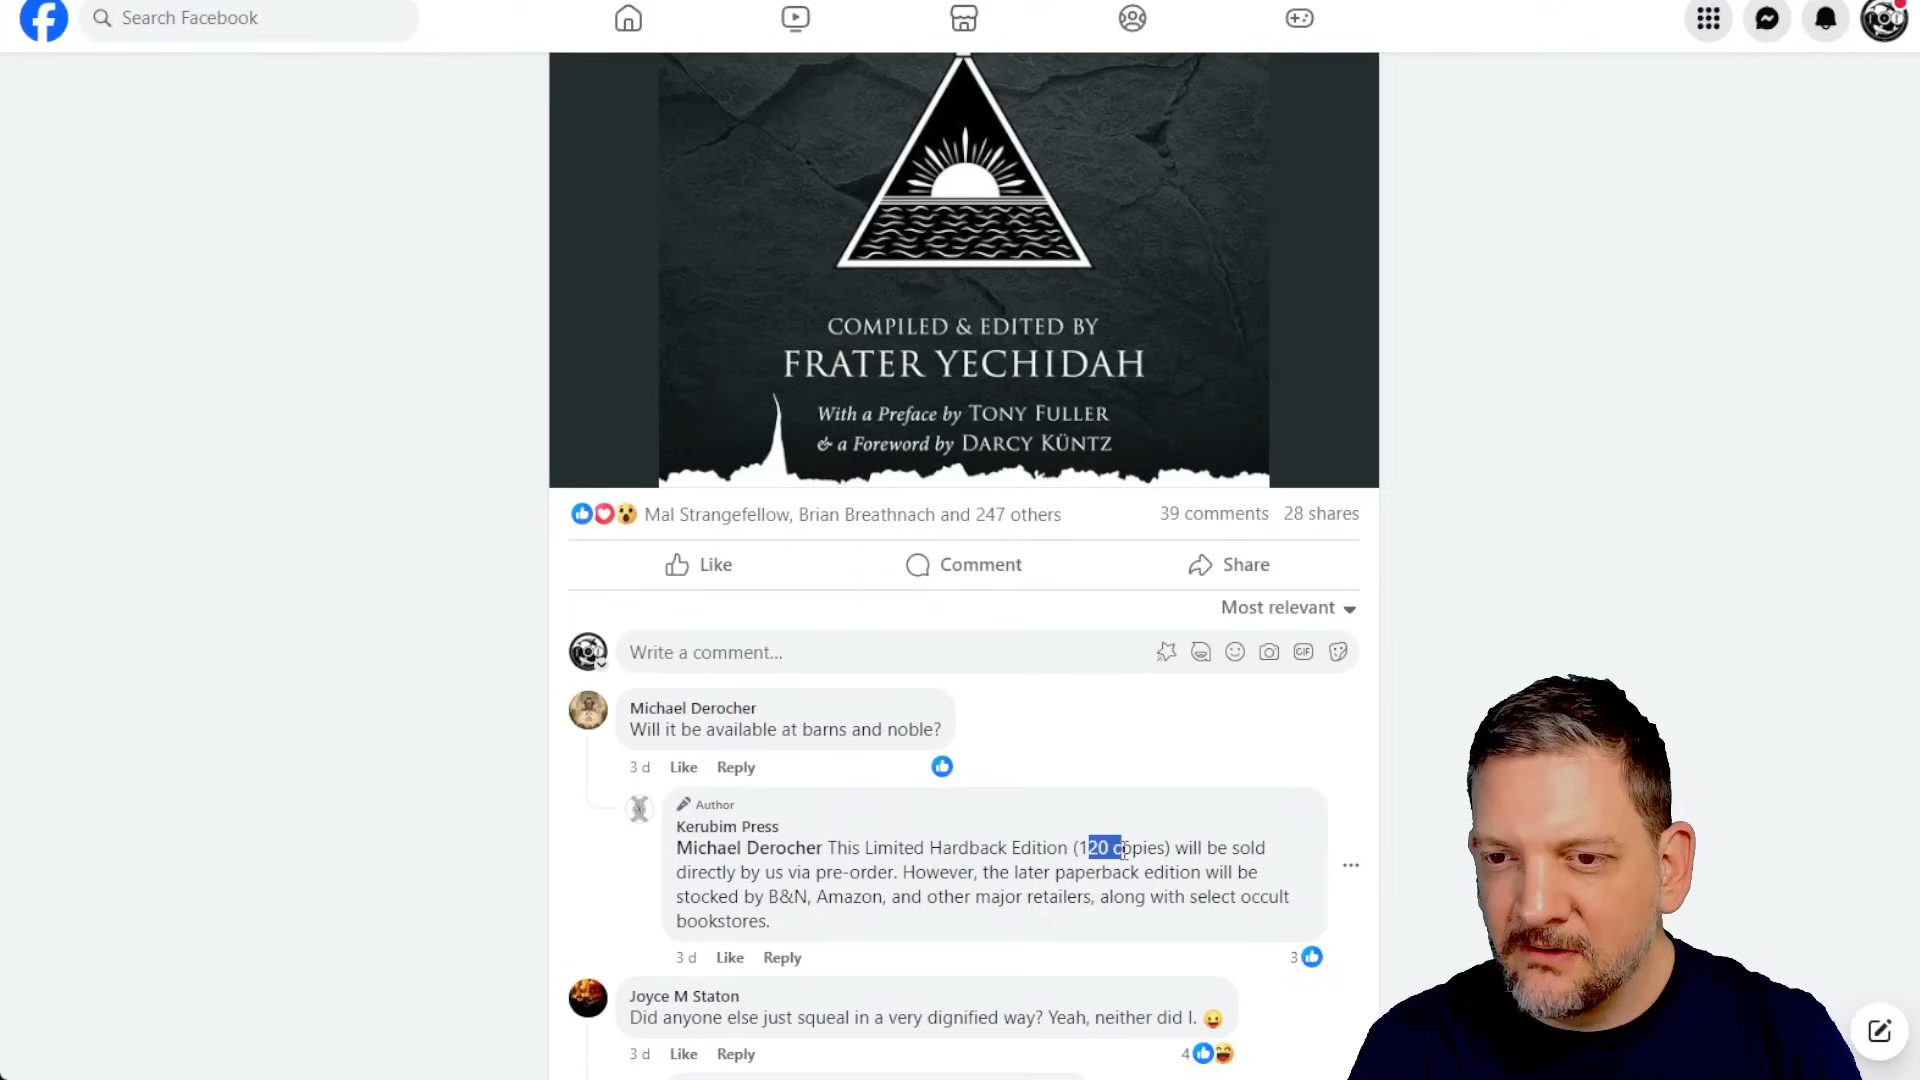 Search Facebook
COMPILED & EDITED BY
FRATER YECHIDAH
With a Preface by TONY FULLER
& a Foreword by DARCY KÜNTZ
Mal Strangefellow, Brian Breathnach and 247 others
39 comments 28 shares
Like Comment Share
Most relevant
Write a comment...
GIF
Michael Derocher
Will it be available at barns and noble?
3 d Like Reply
Author
Kerubim Press
Michael Derocher This Limited Hardback Edition (120 copies) will be sold
directly by us via pre-order. However, the later paperback edition will be
stocked by B&N, Amazon, and other major retailers, along with select occult
bookstores.
3 d Like Reply 3
Joyce M Staton
Did anyone else just squeal in a very dignified way? Yeah, neither did I.
3 d Like Reply 4